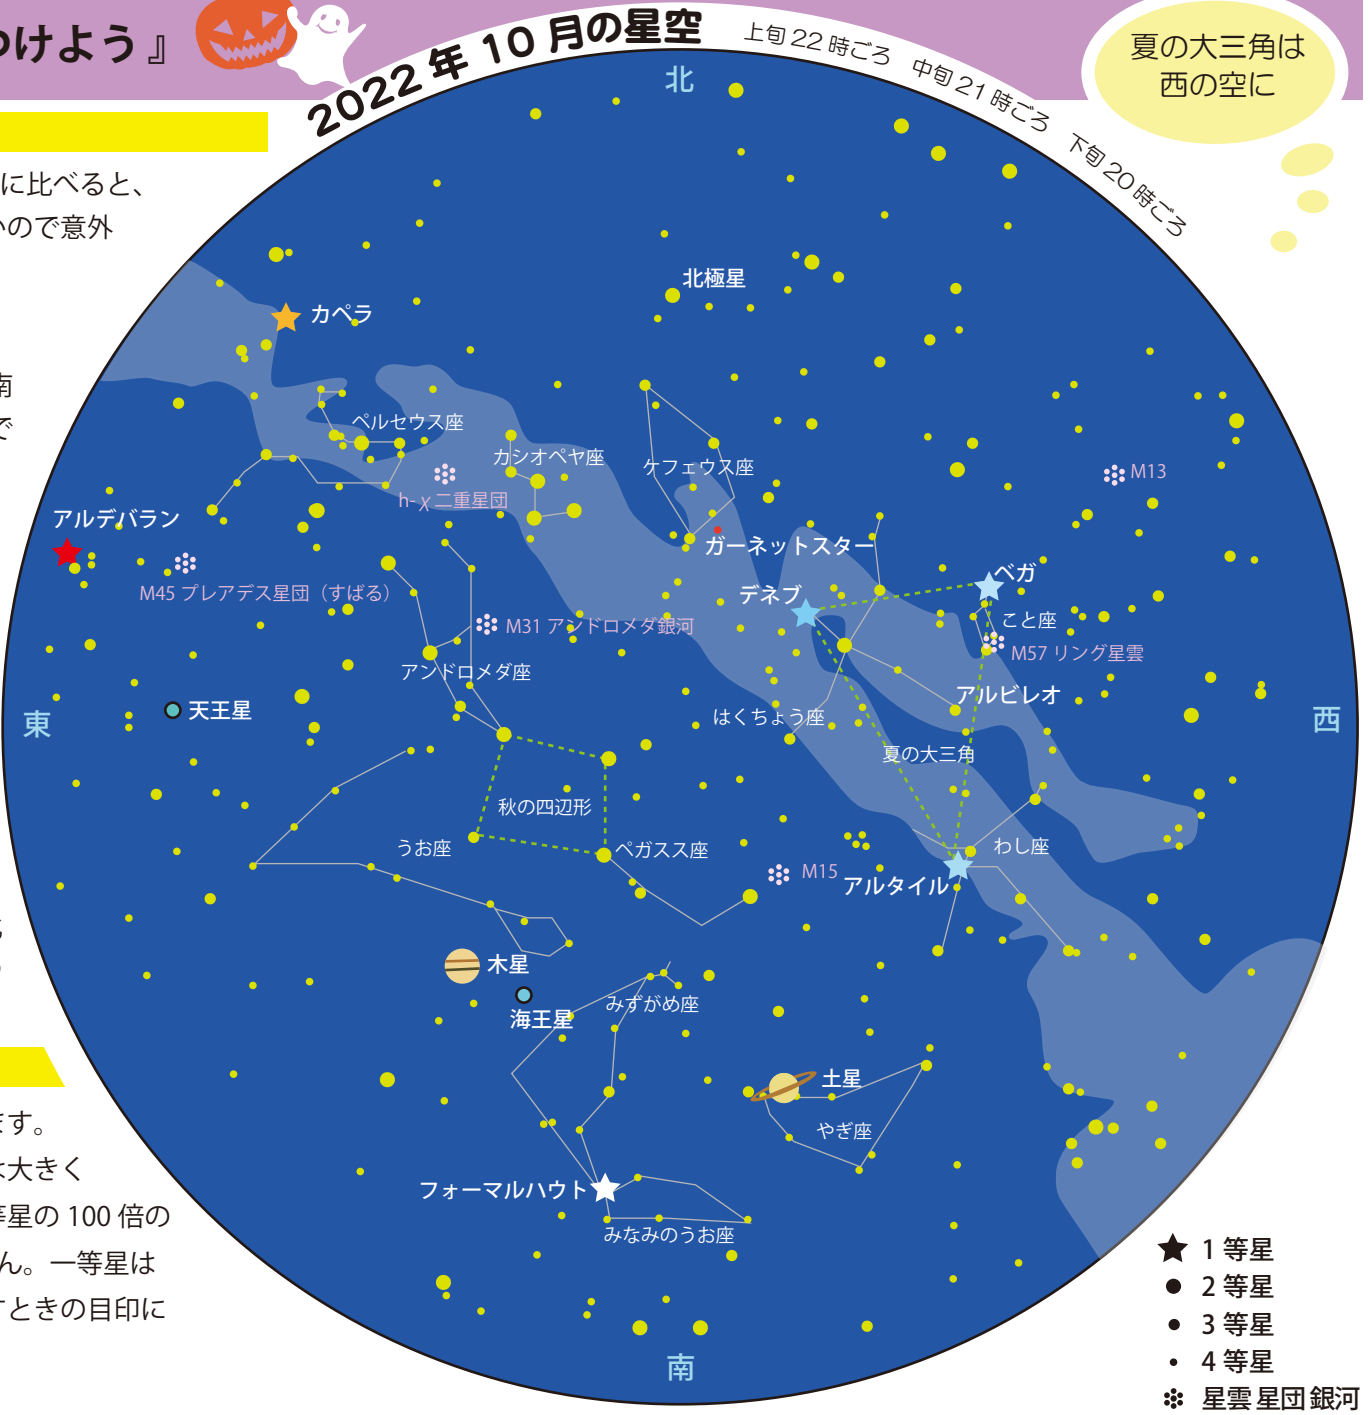 つけよう』
2022年10月の星空
上旬22時ごろ 中旬21時ごろ 下旬20時ごろ
夏の大三角は
西の空に
に比べると、
いので意外
南
で
北
北極星
カペラ
ペルセウス座
カシオペヤ座
ケフェウス座
h-χ二重星団
M13
アルデバラン
ガーネットスター
M45 プレアデス星団（すばる）
デネブ
ベガ
こと座
M31 アンドロメダ銀河
M57 リング星雲
アンドロメダ座
アルビレオ
天王星
はくちょう座
東
西
夏の大三角
秋の四辺形
うお座
ペガスス座
わし座
M15
アルタイル
木星
海王星
みずがめ座
土星
やぎ座
フォーマルハウト
みなみのうお座
南
ます。
は大きく
等星の 100 倍の
ん。一等星は
すときの目印に
1 等星
2 等星
3 等星
4 等星
星雲 星団 銀河